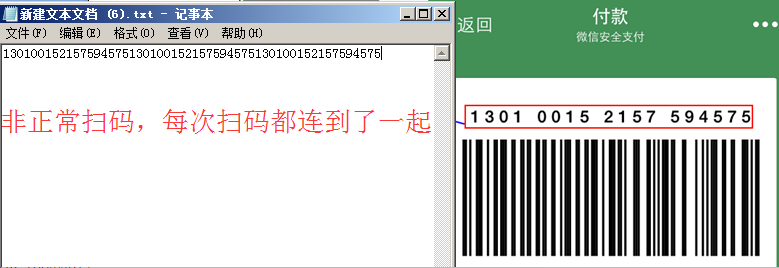 新建文本文档 (6).txt - 记事本
文件(F) 编辑(E) 格式(O) 查看(V) 帮助(H)
130100152157594575130100152157594575130100152157594575
非正常扫码，每次扫码都连到了一起
返回
付款
微信安全支付
1301 0015 2157 594575